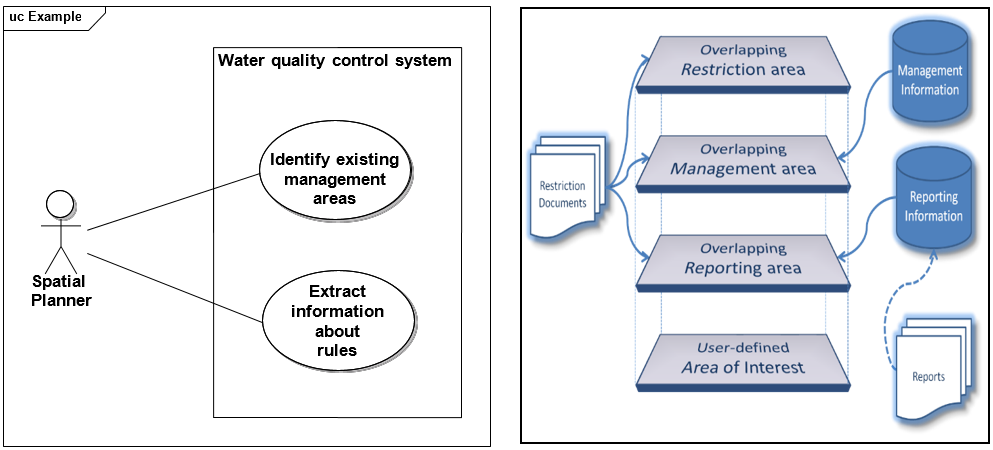 uc Example
Water quality control system
Identify existing
management
areas
Spatial
Planner
Extract
information
about
rules
Overlapping
Restriction area
Management
Information
Overlapping
Management area
Restriction
Documents
Reporting
Information
Overlapping
Reporting area
User-defined
Area of Interest
Reports